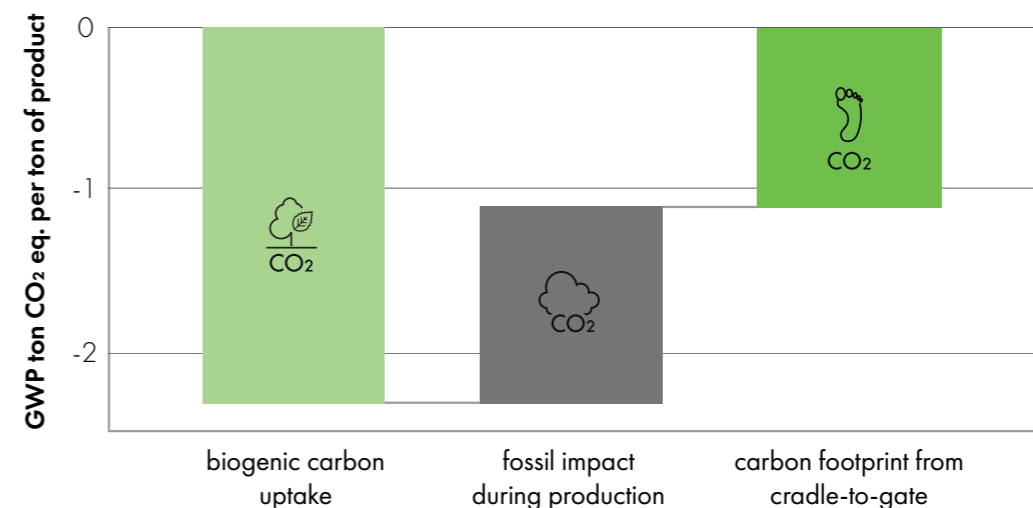 GWP ton CO₂ eq. per ton of product
0
-1
-2
CO₂
CO₂
CO₂
biogenic carbon
uptake
fossil impact
during production
carbon footprint from
cradle-to-gate